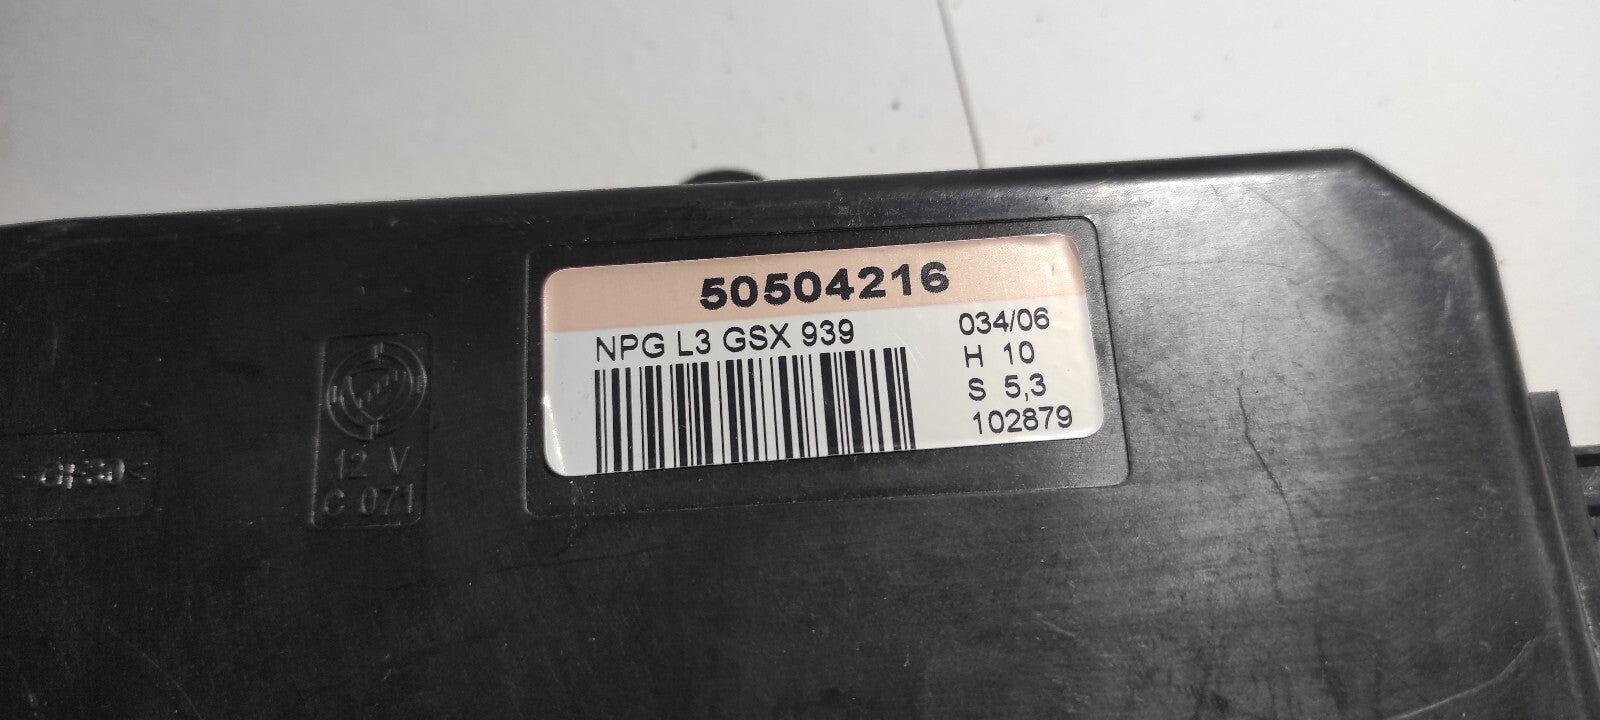 50504216
NPG L3 GSX 939
034/06
H 10
S 5,3
102879
12 V
C 071